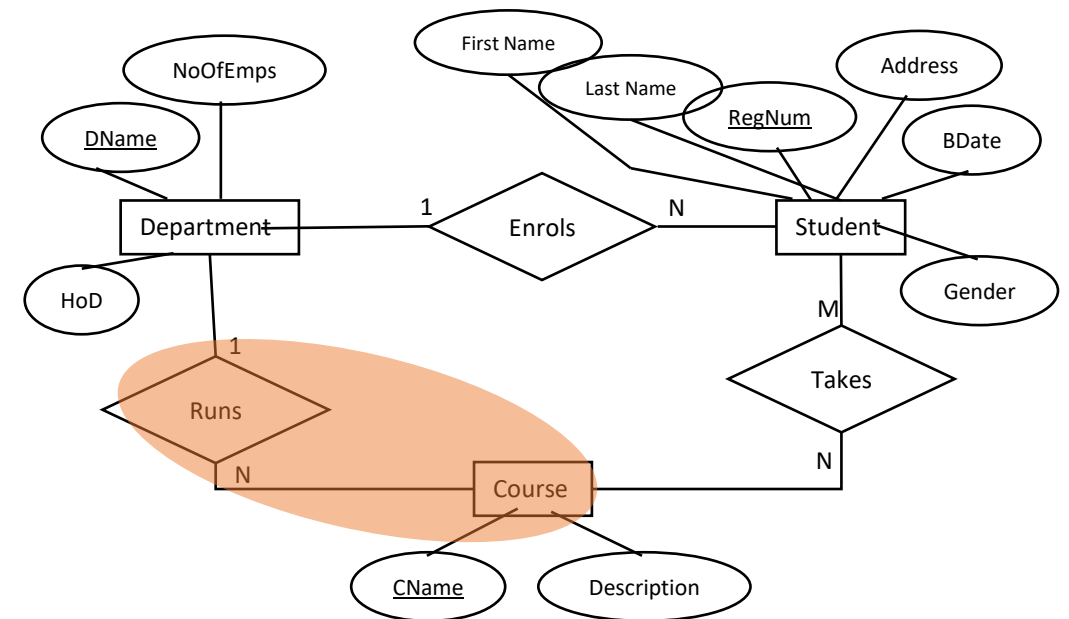 First Name
NoOfEmps
Address
Last Name
RegNum
DName
BDate
1
N
Department
Enrols
Student
HoD
Gender
M
1
Takes
Runs
N
N
Course
CName
Description